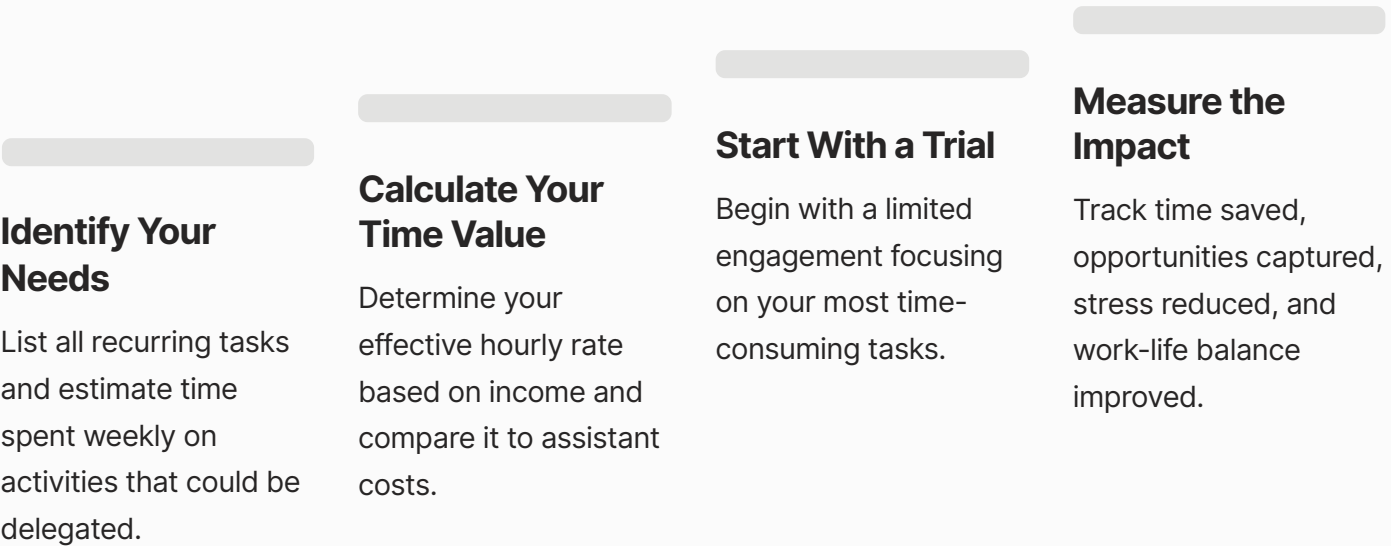 Identify Your
Needs
List all recurring tasks
and estimate time
spent weekly on
activities that could be
delegated.
Calculate Your
Time Value
Determine your
effective hourly rate
based on income and
compare it to assistant
costs.
Start With a Trial
Begin with a limited
engagement focusing
on your most time-
consuming tasks.
Measure the
Impact
Track time saved,
opportunities captured,
stress reduced, and
work-life balance
improved.